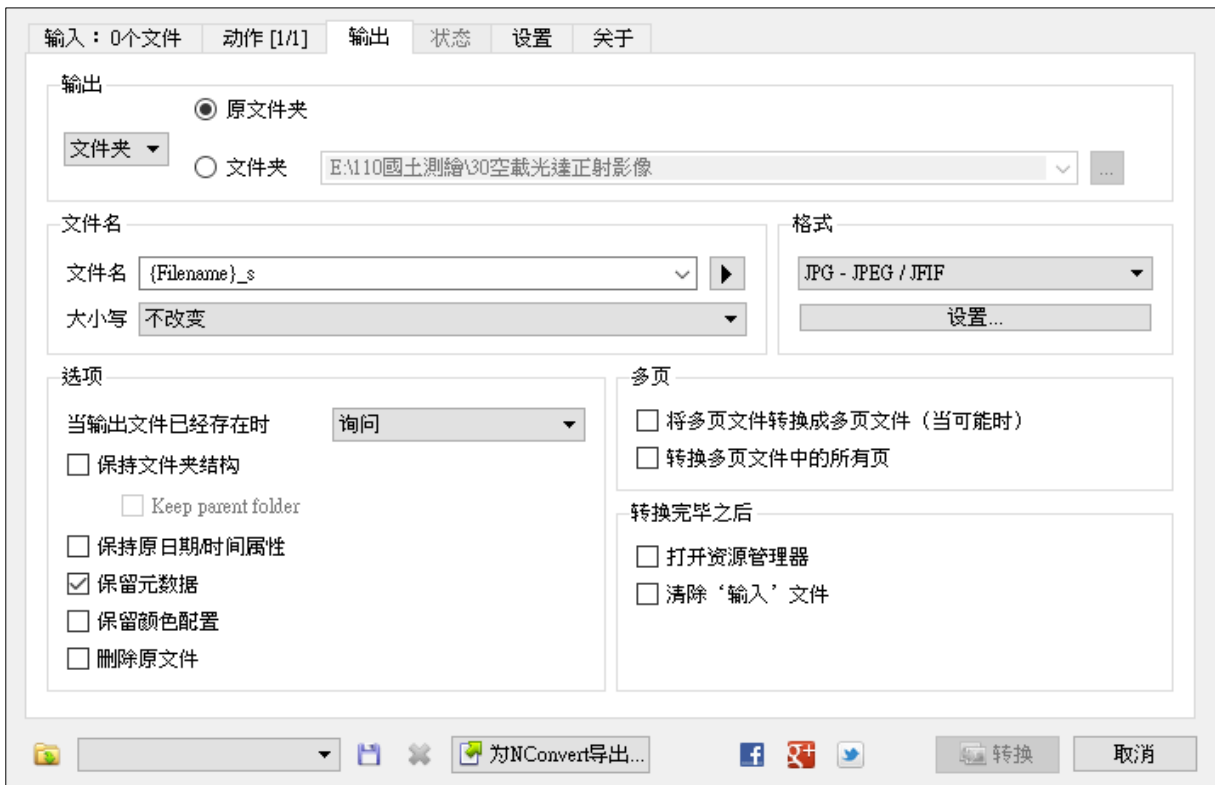 输入：0个文件 动作 [1/1] 输出 状态 设置 关于
输出
原文件夹
文件夹
文件夹 E:\110國土測繪\30空載光達正射影像 ...
文件名
文件名 {Filename}_s
大小写 不改变
格式
JPG - JPEG / JFIF
设置...
选项
当输出文件已经存在时 询问
保持文件夹结构
Keep parent folder
保持原日期/时间属性
保留元数据
保留颜色配置
删除原文件
多页
将多页文件转换成多页文件（当可能时）
转换多页文件中的所有页
转换完毕之后
打开资源管理器
清除‘输入’文件
为NConvert导出... f g+ 转换 取消